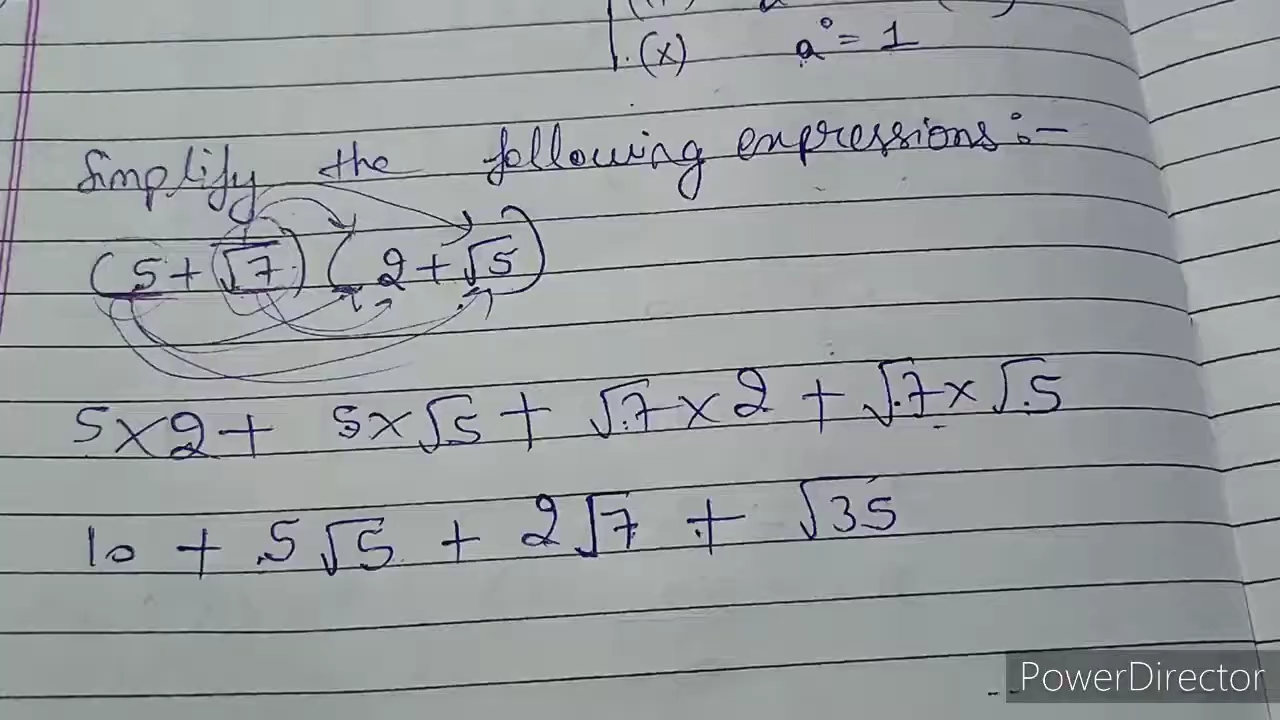 (x) a° = 1
Simplify the following expressions :-
(5+√7) (2+√5)
5×2+ 5×√5 + √7×2 + √7×√5
10 + 5√5 + 2√7 + √35
PowerDirector